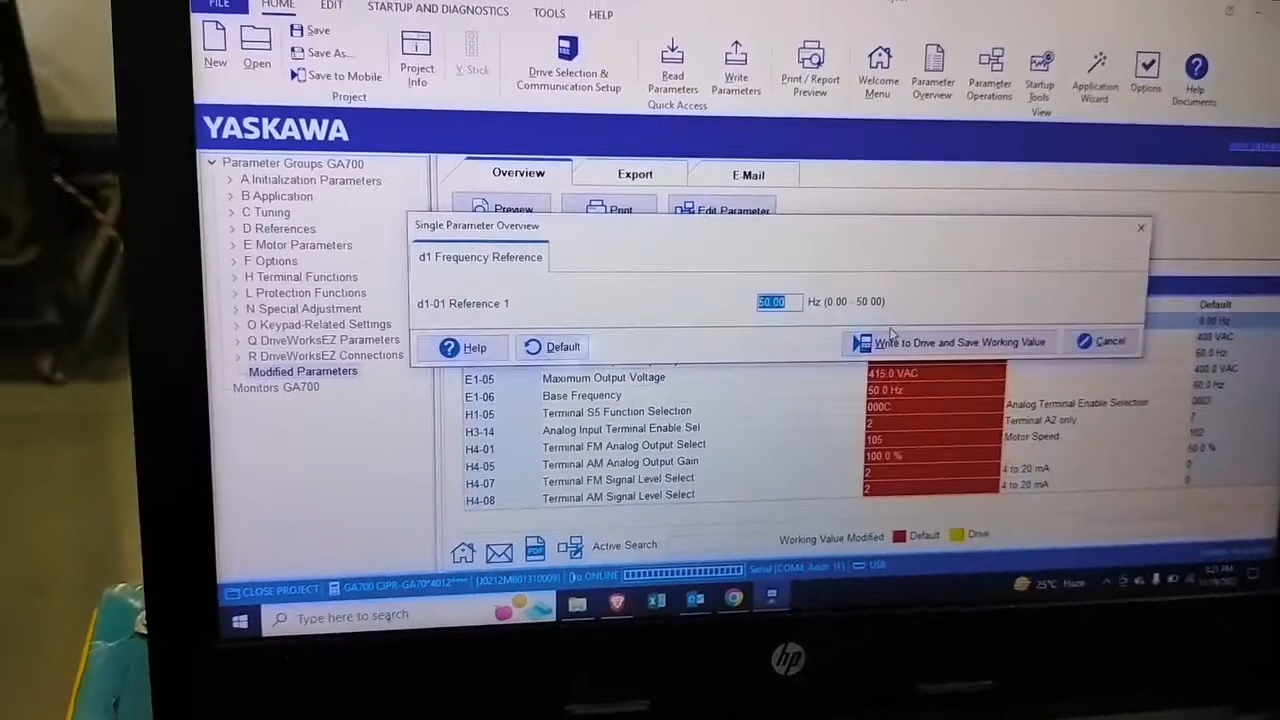 FILE
HOME
EDIT
STARTUP AND DIAGNOSTICS
TOOLS
HELP
New
Open
Save
Save As...
Save to Mobile
Project
Project Info
Y-Stick
Drive Selection & Communication Setup
Read Parameters
Write Parameters
Quick Access
Print / Report Preview
Welcome Menu
Parameter Overview
Parameter Operations
Startup Tools
View
Application Wizard
Options
Help Documents
YASKAWA
Parameter Groups GA700
A Initialization Parameters
B Application
C Tuning
D References
E Motor Parameters
F Options
H Terminal Functions
L Protection Functions
N Special Adjustment
O Keypad-Related Settings
Q DriveWorksEZ Parameters
R DriveWorksEZ Connections
Modified Parameters
Monitors GA700
Overview
Export
E-Mail
Preview
Print
Edit Parameter
Single Parameter Overview
d1 Frequency Reference
d1-01 Reference 1
50.00
Hz (0.00 - 50.00)
Help
Default
Write to Drive and Save Working Value
Cancel
Default
0.00 Hz
400 VAC
60.0 Hz
400.0 VAC
60.0 Hz
E1-05 Maximum Output Voltage 415.0 VAC
E1-06 Base Frequency 50.0 Hz
H1-05 Terminal S5 Function Selection 000C Analog Terminal Enable Selection
H3-14 Analog Input Terminal Enable Sel 2 Terminal A2 only 7
H4-01 Terminal FM Analog Output Select 105 Motor Speed 102
H4-05 Terminal AM Analog Output Gain 100.0 % 50.0 %
H4-07 Terminal FM Signal Level Select 2 4 to 20 mA 0
H4-08 Terminal AM Signal Level Select 2 4 to 20 mA 0
PDF
Active Search
Working Value Modified
Default
Drive
CLOSE PROJECT
GA700 CIPR-GA70*4012****
(J0212M801310009)
ONLINE
Serial [COM4, Addr 1F]
USB
Type here to search
25°C Haze
5:21 PM
hp